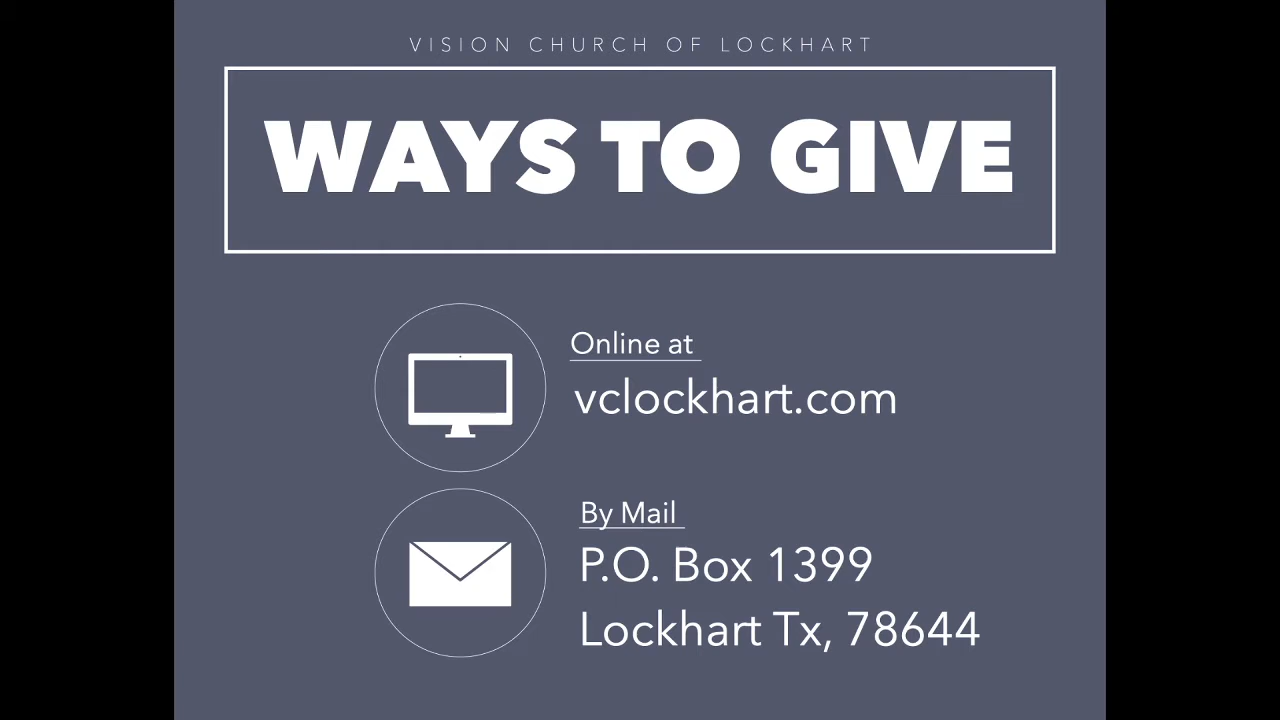 VISION CHURCH OF LOCKHART
WAYS TO GIVE
Online at
vclockhart.com
By Mail
P.O. Box 1399
Lockhart Tx, 78644